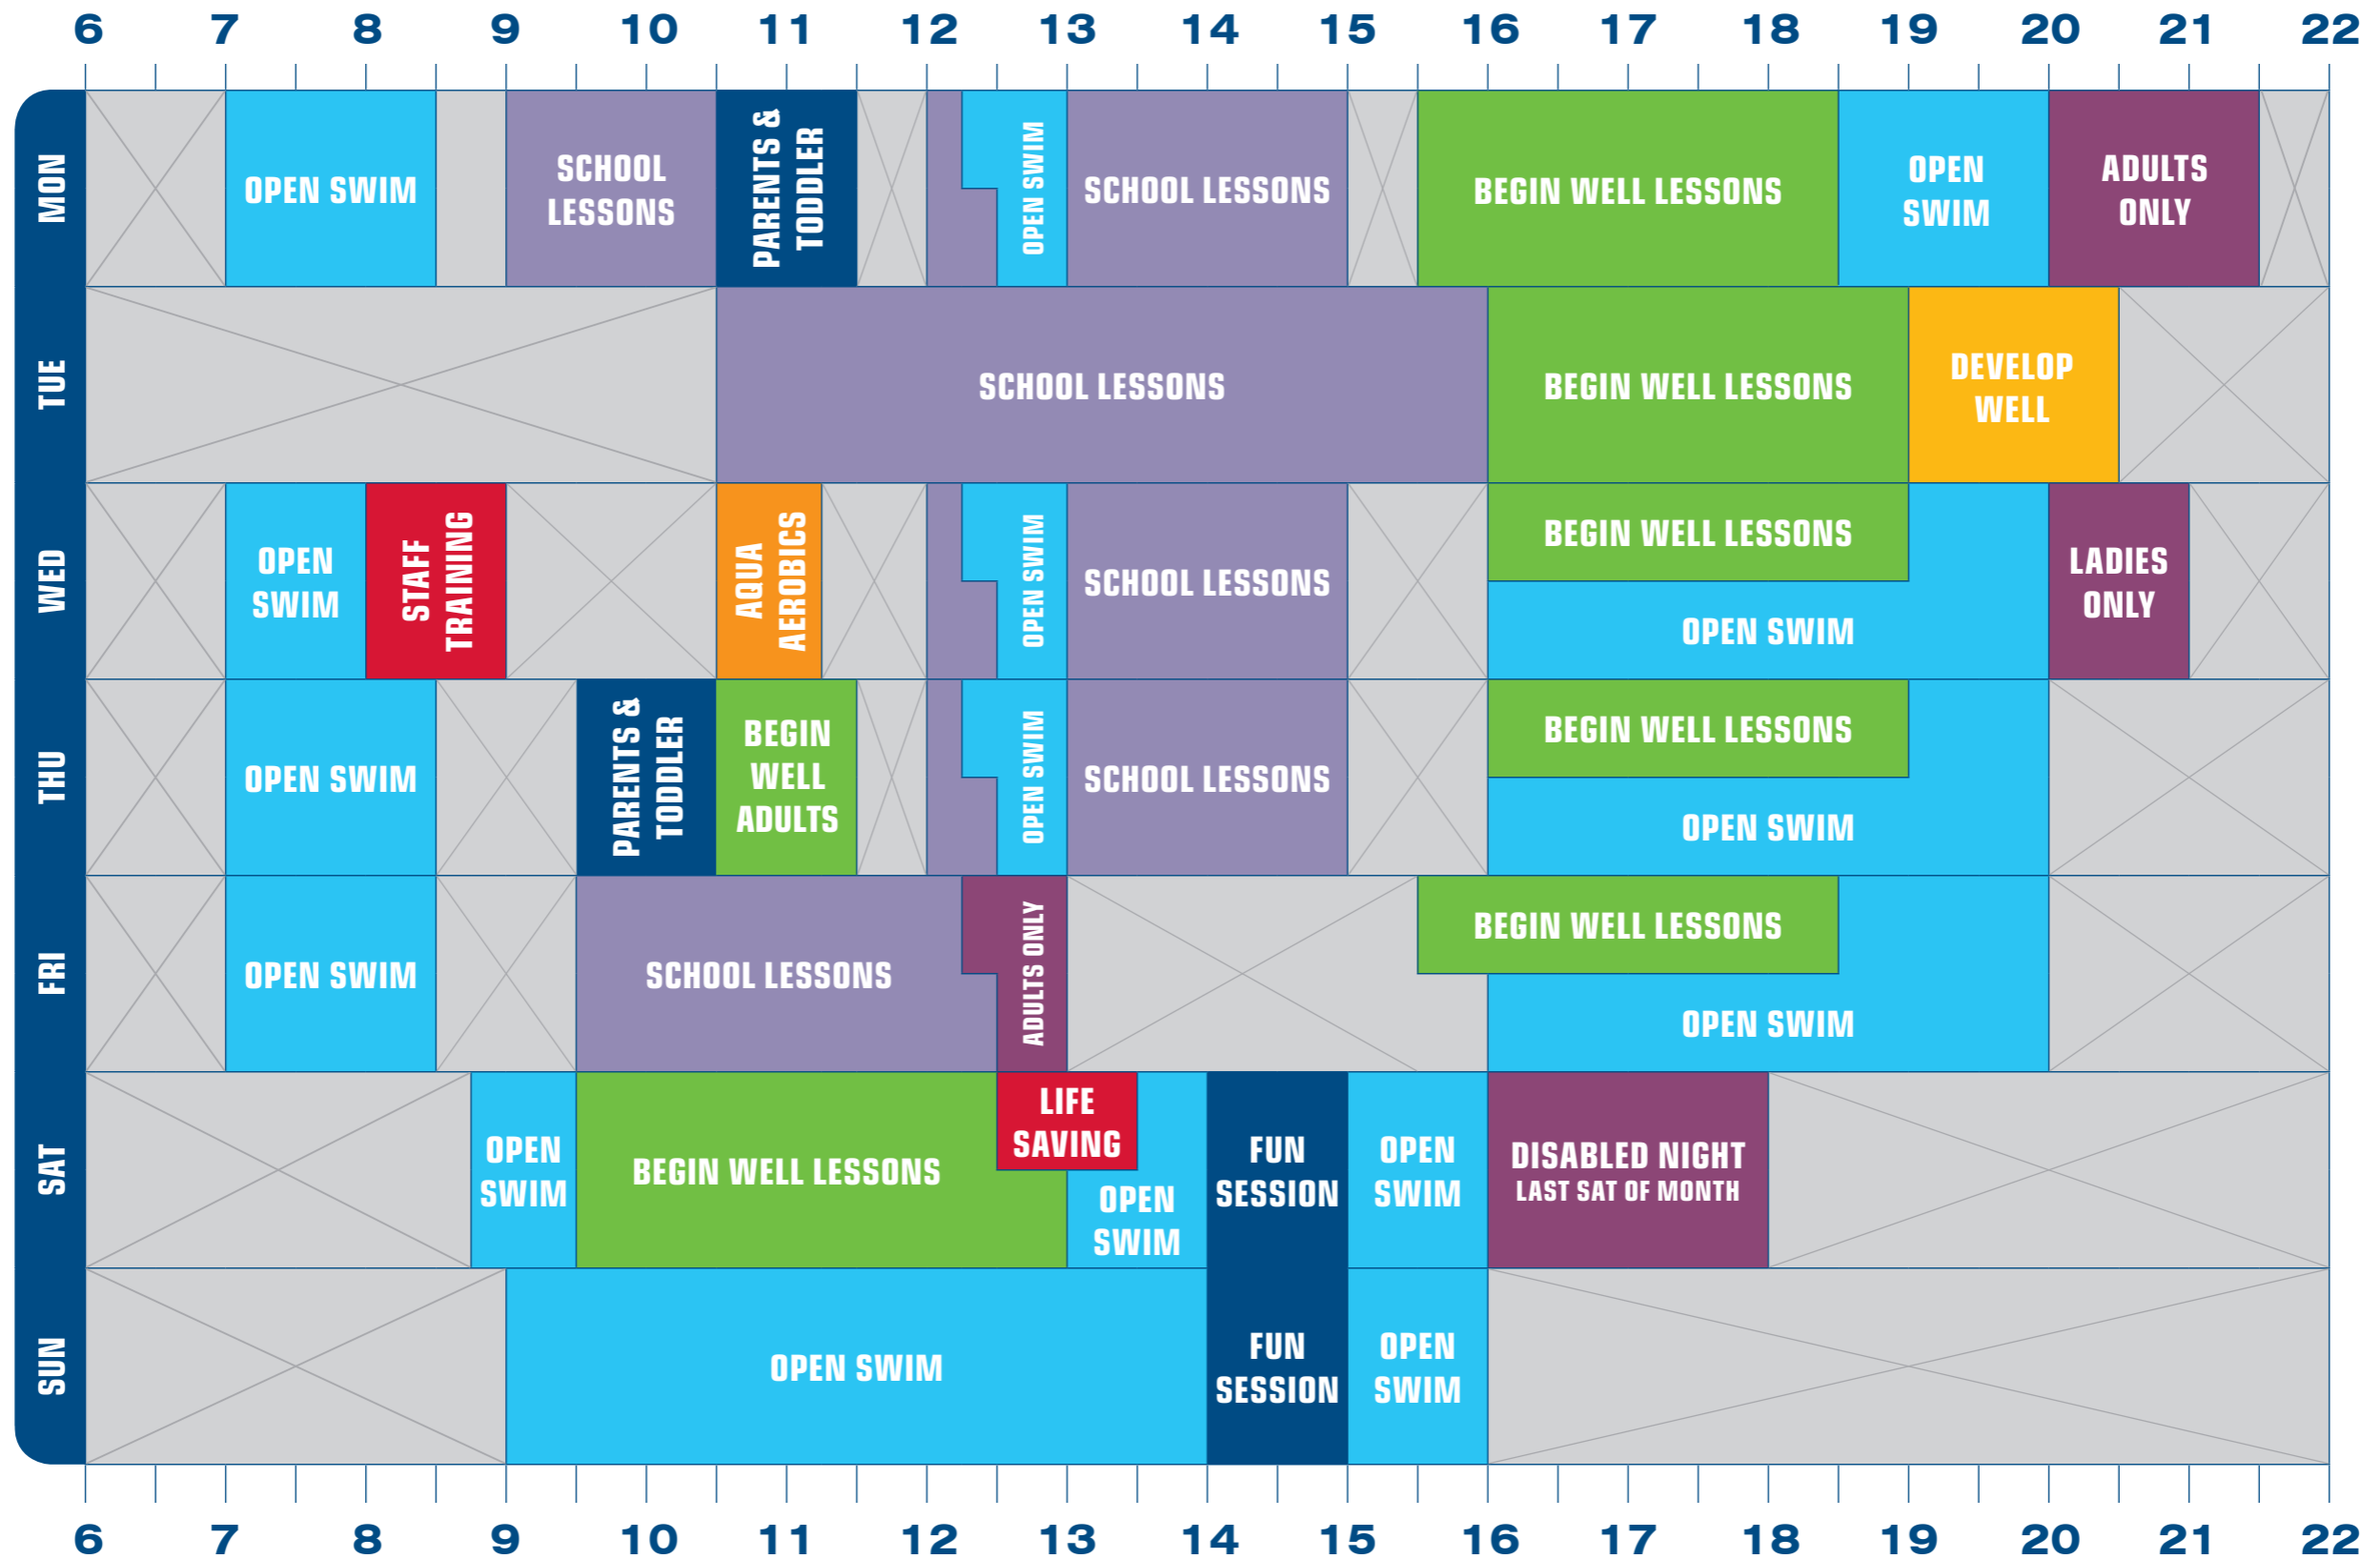 6 7 8 9 10 11 12 13 14 15 16 17 18 19 20 21 22
MON
OPEN SWIM
SCHOOL
LESSONS
PARENTS &
TODDLER
OPEN SWIM
SCHOOL LESSONS
BEGIN WELL LESSONS
OPEN
SWIM
ADULTS
ONLY
TUE
SCHOOL LESSONS
BEGIN WELL LESSONS
DEVELOP
WELL
WED
OPEN
SWIM
STAFF
TRAINING
AQUA
AEROBICS
OPEN SWIM
SCHOOL LESSONS
BEGIN WELL LESSONS
OPEN SWIM
LADIES
ONLY
THU
OPEN SWIM
PARENTS &
TODDLER
BEGIN
WELL
ADULTS
OPEN SWIM
SCHOOL LESSONS
BEGIN WELL LESSONS
OPEN SWIM
FRI
OPEN SWIM
SCHOOL LESSONS
ADULTS ONLY
BEGIN WELL LESSONS
OPEN SWIM
SAT
OPEN
SWIM
BEGIN WELL LESSONS
LIFE
SAVING
OPEN
SWIM
FUN
SESSION
OPEN
SWIM
DISABLED NIGHT
LAST SAT OF MONTH
SUN
OPEN SWIM
FUN
SESSION
OPEN
SWIM
6 7 8 9 10 11 12 13 14 15 16 17 18 19 20 21 22